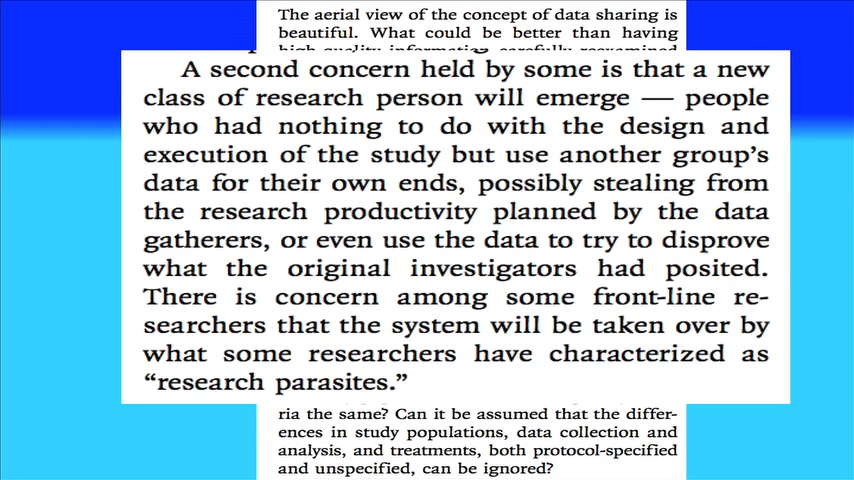 The aerial view of the concept of data sharing is
beautiful. What could be better than having
high-quality information carefully reexamined
A second concern held by some is that a new
class of research person will emerge — people
who had nothing to do with the design and
execution of the study but use another group's
data for their own ends, possibly stealing from
the research productivity planned by the data
gatherers, or even use the data to try to disprove
what the original investigators had posited.
There is concern among some front-line re-
searchers that the system will be taken over by
what some researchers have characterized as
“research parasites.”
ria the same? Can it be assumed that the differ-
ences in study populations, data collection and
analysis, and treatments, both protocol-specified
and unspecified, can be ignored?